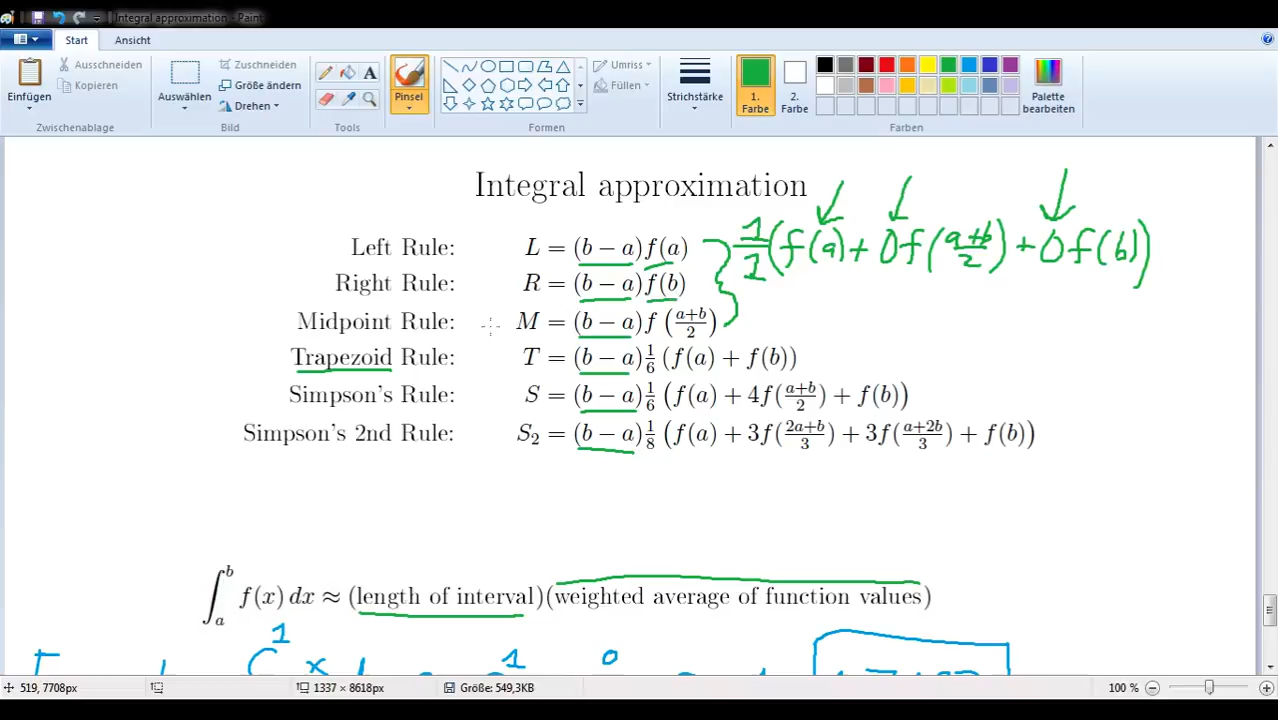 Integral approximation - Paint
Start Ansicht
Einfügen Auswählen Ausschneiden Kopieren Zuschneiden Größe ändern Drehen A Pinsel Umriss Füllen Strichstärke 1. Farbe 2. Farbe Palette bearbeiten
Zwischenablage Bild Tools Formen Farben
Integral approximation
Left Rule: L = (b − a)f(a) 1/1 (f(a) + 0f(a+b/2) + 0f(b))
Right Rule: R = (b − a)f(b)
Midpoint Rule: M = (b − a)f (a+b/2)
Trapezoid Rule: T = (b − a)1/6 (f(a) + f(b))
Simpson's Rule: S = (b − a)1/6 (f(a) + 4f(a+b/2) + f(b))
Simpson's 2nd Rule: S₂ = (b − a)1/8 (f(a) + 3f(2a+b/3) + 3f(a+2b/3) + f(b))
∫ₐᵇ f(x) dx ≈ (length of interval)(weighted average of function values)
519, 7708px 1337 × 8618px Größe: 549,3KB 100 %